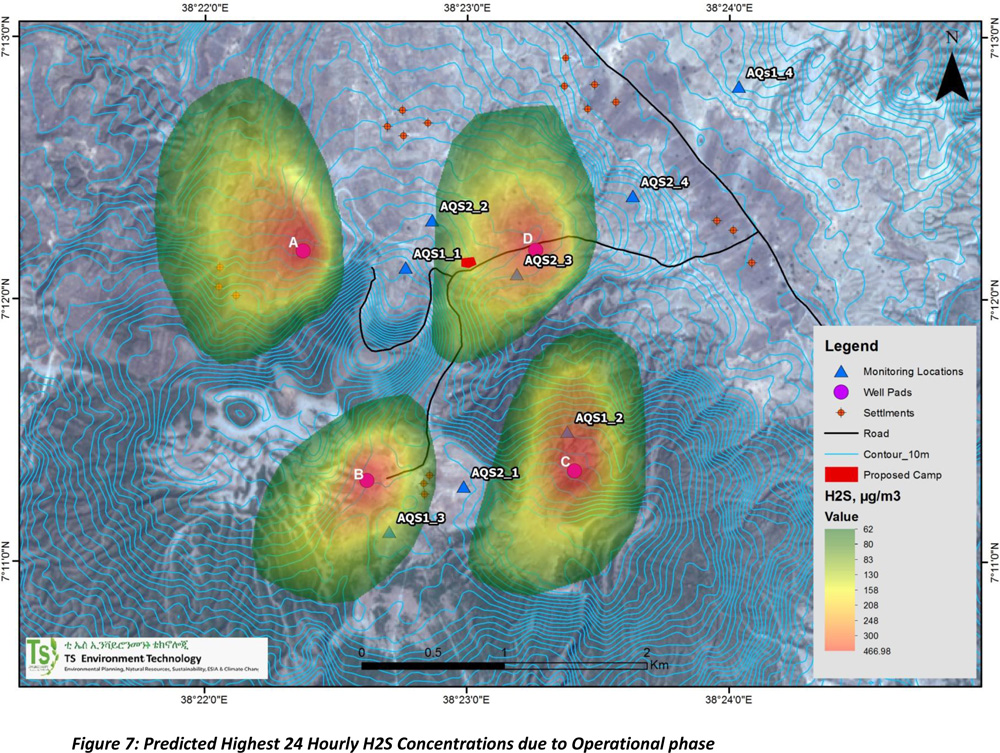 38°22'0"E 38°23'0"E 38°24'0"E
7°13'0"N 7°13'0"N
N
AQs1_4
AQS2_4
AQS2_2
A
D
AQS1_1
AQS2_3
7°12'0"N 7°12'0"N
AQS1_2
C
B
AQS2_1
AQS1_3
7°11'0"N 7°11'0"N
Legend
Monitoring Locations
Well Pads
Settlments
Road
Contour_10m
Proposed Camp
H2S, µg/m3
Value
62
80
83
130
158
208
248
300
466.98
TS
ቲ ኤስ ኢንቫይሮንመንት ቴክኖሎጂ
TS Environment Technology
Environmental Planning, Natural Resources, Sustainability, ESIA & Climate Chan
0 0.5 1 2
Km
38°22'0"E 38°23'0"E 38°24'0"E
Figure 7: Predicted Highest 24 Hourly H2S Concentrations due to Operational phase